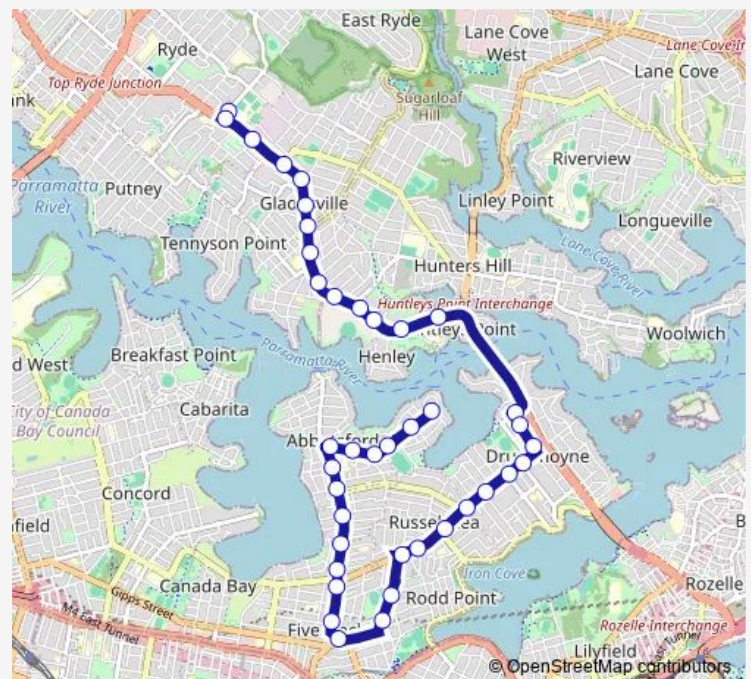 East Ryde
Lane Cove
West
Lane Cove
Ryde
Top Ryde Junction
Sugarloaf
Hill
Riverview
Parramatta
River
Putney
Linley Point
Longueville
Tennyson Point
Lane Cove River
Hunters Hill
Huntleys Point Interchange
Woolwich
Breakfast Point
Parramatta River
Henley
Cabarita
City of Canada
Bay Council
Concord
Iron Cove
Canada Bay
Rozelle
Gipps Street
Rodd Point
M4 East Tunnel
Five
Rozelle Interchange
Lilyfield
© OpenStreetMap contributors